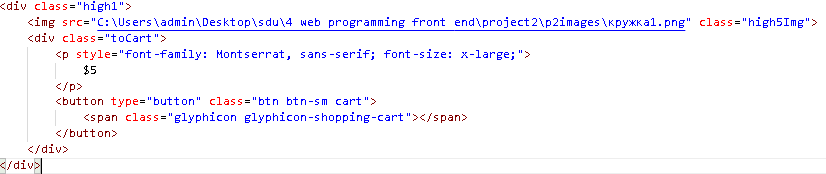 <div class="high1">
<img src="C:\Users\admin\Desktop\sdu\4 web programming front end\project2\p2images\кружка1.png" class="high5Img">
<div class="toCart">
<p style="font-family: Montserrat, sans-serif; font-size: x-large;">
$5
</p>
<button type="button" class="btn btn-sm cart">
<span class="glyphicon glyphicon-shopping-cart"></span>
</button>
</div>
</div>